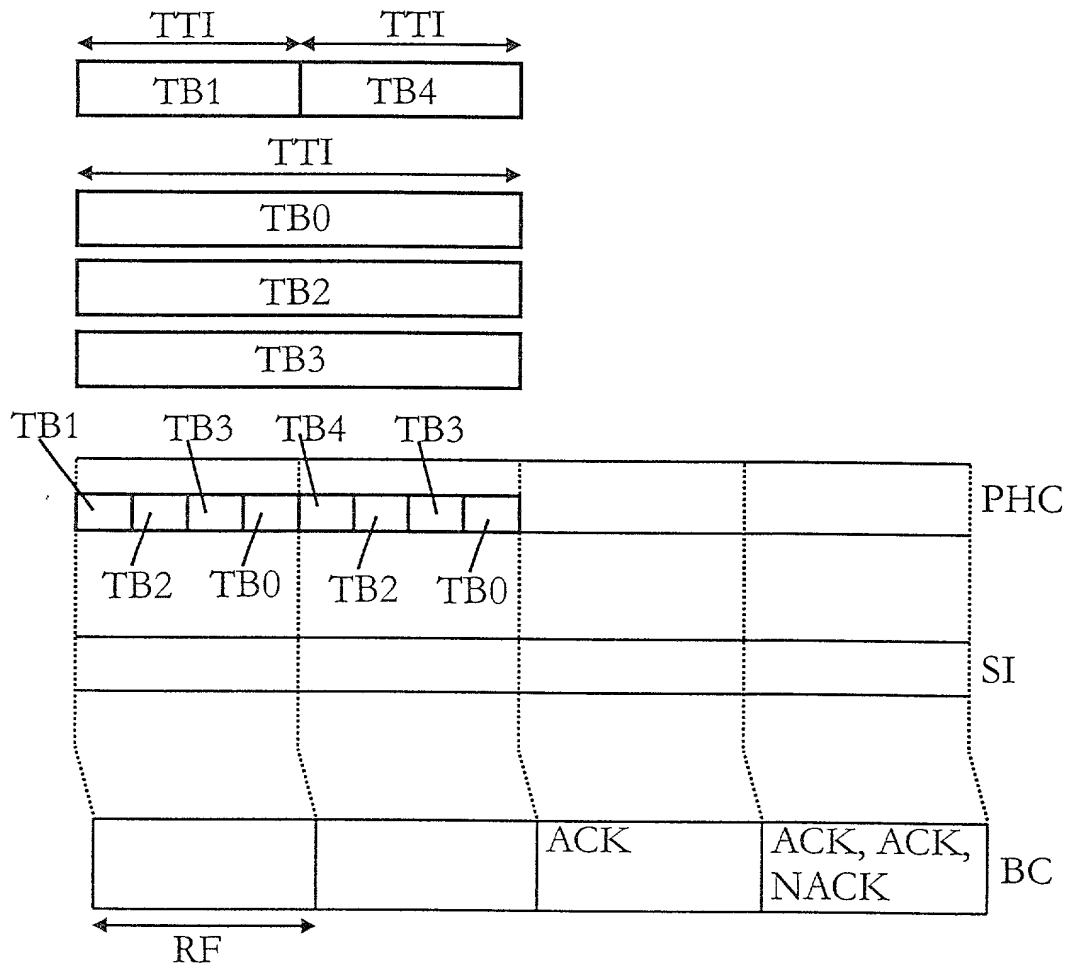 TTI TTI
TB1 TB4
TTI
TB0
TB2
TB3
TB1 TB3 TB4 TB3
PHC
TB2 TB0 TB2 TB0
SI
ACK ACK, ACK,
NACK
BC
RF